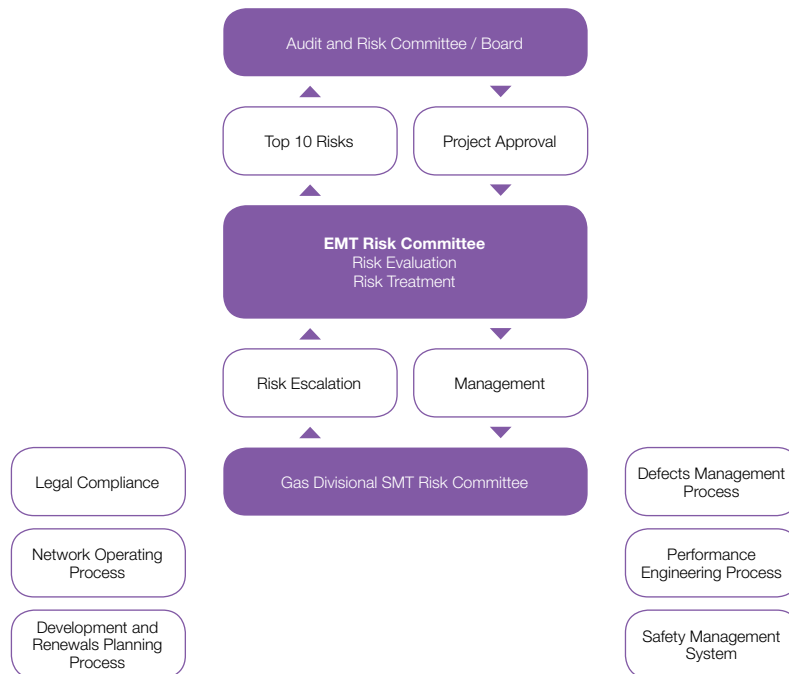 Audit and Risk Committee / Board
Top 10 Risks
Project Approval
EMT Risk Committee
Risk Evaluation
Risk Treatment
Risk Escalation
Management
Legal Compliance
Gas Divisional SMT Risk Committee
Defects Management
Process
Network Operating
Process
Performance
Engineering Process
Development and
Renewals Planning
Process
Safety Management
System